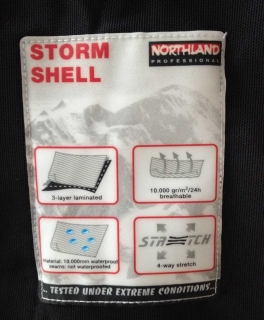 STORM
SHELL
NORTHLAND
PROFESSIONAL
3-layer laminated
10.000 gr/m²/24h
breathable
Material: 10.000mm waterproof
seams: not waterproofed
STRETCH
4-way stretch
.. TESTED UNDER EXTREME CONDITIONS...